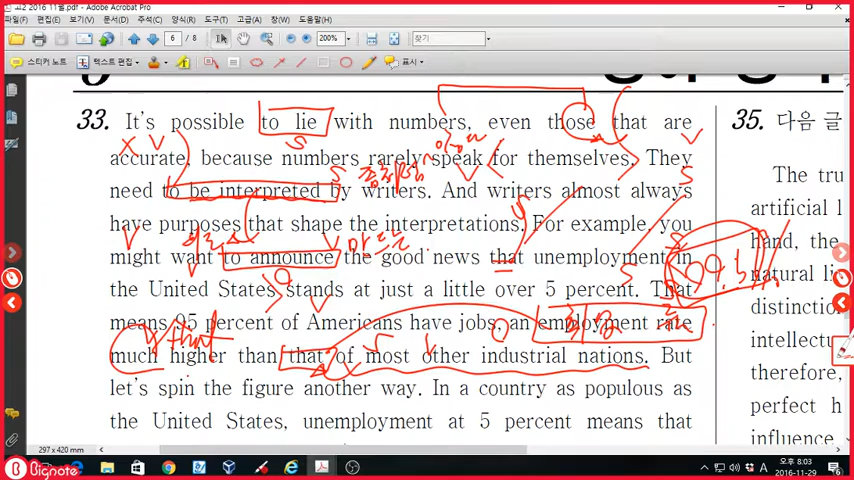 고2 2016 11월.pdf - Adobe Acrobat Pro
파일(F) 편집(E) 보기(V) 문서(D) 주석(C) 양식(R) 도구(T) 고급(A) 창(W) 도움말(H)
6 / 8 200% 찾기
스티커 노트 텍스트 편집 표시
33. It's possible to lie with numbers, even those that are
accurate, because numbers rarely speak for themselves. They
need to be interpreted by writers. And writers almost always
have purposes that shape the interpretations. For example, you
might want to announce the good news that unemployment in
the United States stands at just a little over 5 percent. That
means 95 percent of Americans have jobs, an employment rate
much higher than that of most other industrial nations. But
let's spin the figure another way. In a country as populous as
the United States, unemployment at 5 percent means that
X V S V S
V V O S S
V S V O
that
99.5%
35. 다음 글
The tru
artificial l
hand, the
natural li
distinction
intellectu
therefore,
perfect h
influence
297 x 420 mm
Bignote
A 오후 8:03
2016-11-29
Bignote